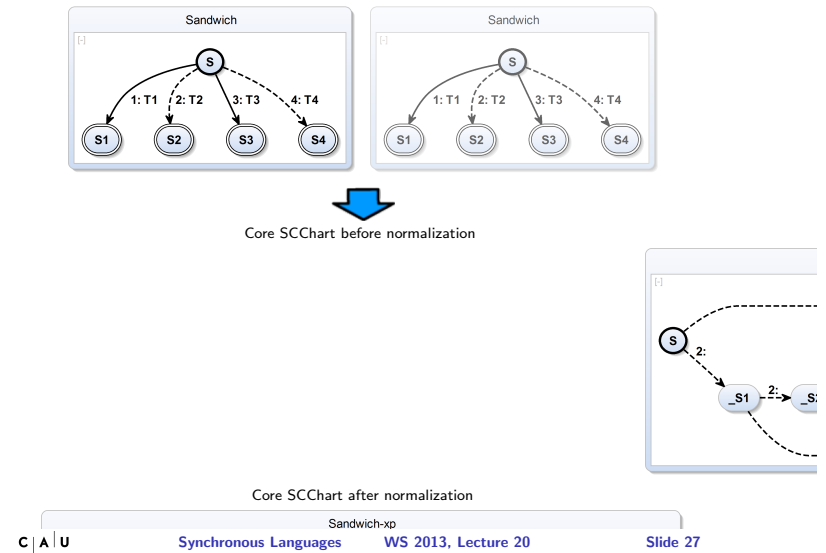 Sandwich
[-]
S
1: T1
2: T2
3: T3
4: T4
S1
S2
S3
S4
Sandwich
[-]
S
1: T1
2: T2
3: T3
4: T4
S1
S2
S3
S4
Core SCChart before normalization
[-]
S
2:
_S1
2:
_S2
Core SCChart after normalization
Sandwich-xp
C|A|U Synchronous Languages WS 2013, Lecture 20 Slide 27